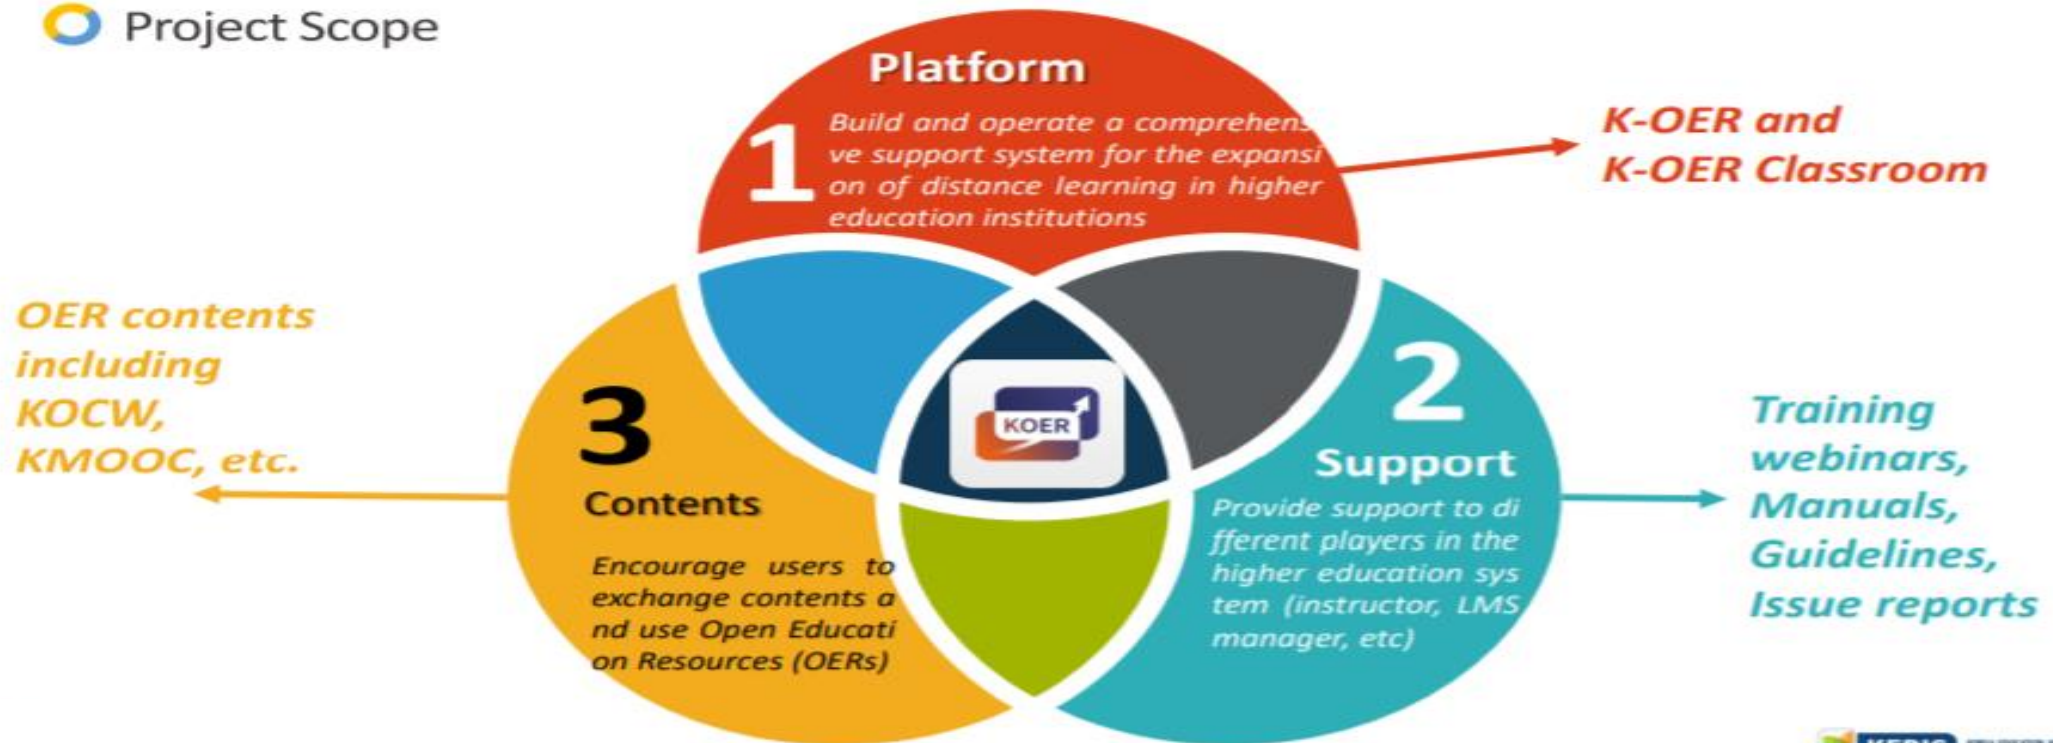 Project Scope
Platform
1
Build and operate a comprehens
ve support system for the expansi
on of distance learning in higher
education institutions
K-OER and
K-OER Classroom
OER contents
including
KOCW,
KMOOC, etc.
3
Contents
Encourage users to
exchange contents a
nd use Open Educati
on Resources (OERs)
KOER
2
Support
Provide support to di
fferent players in the
higher education sys
tem (instructor, LMS
manager, etc)
Training
webinars,
Manuals,
Guidelines,
Issue reports